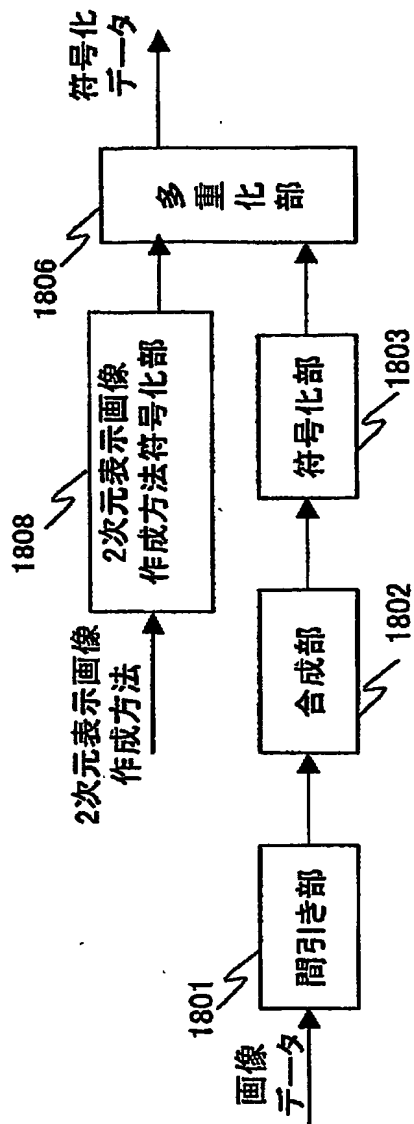 2次元表示画像
作成方法
1808
2次元表示画像
作成方法符号化部
1806
多重化部
符号化
データ
画像
データ
1801
間引き部
合成部
1802
符号化部
1803